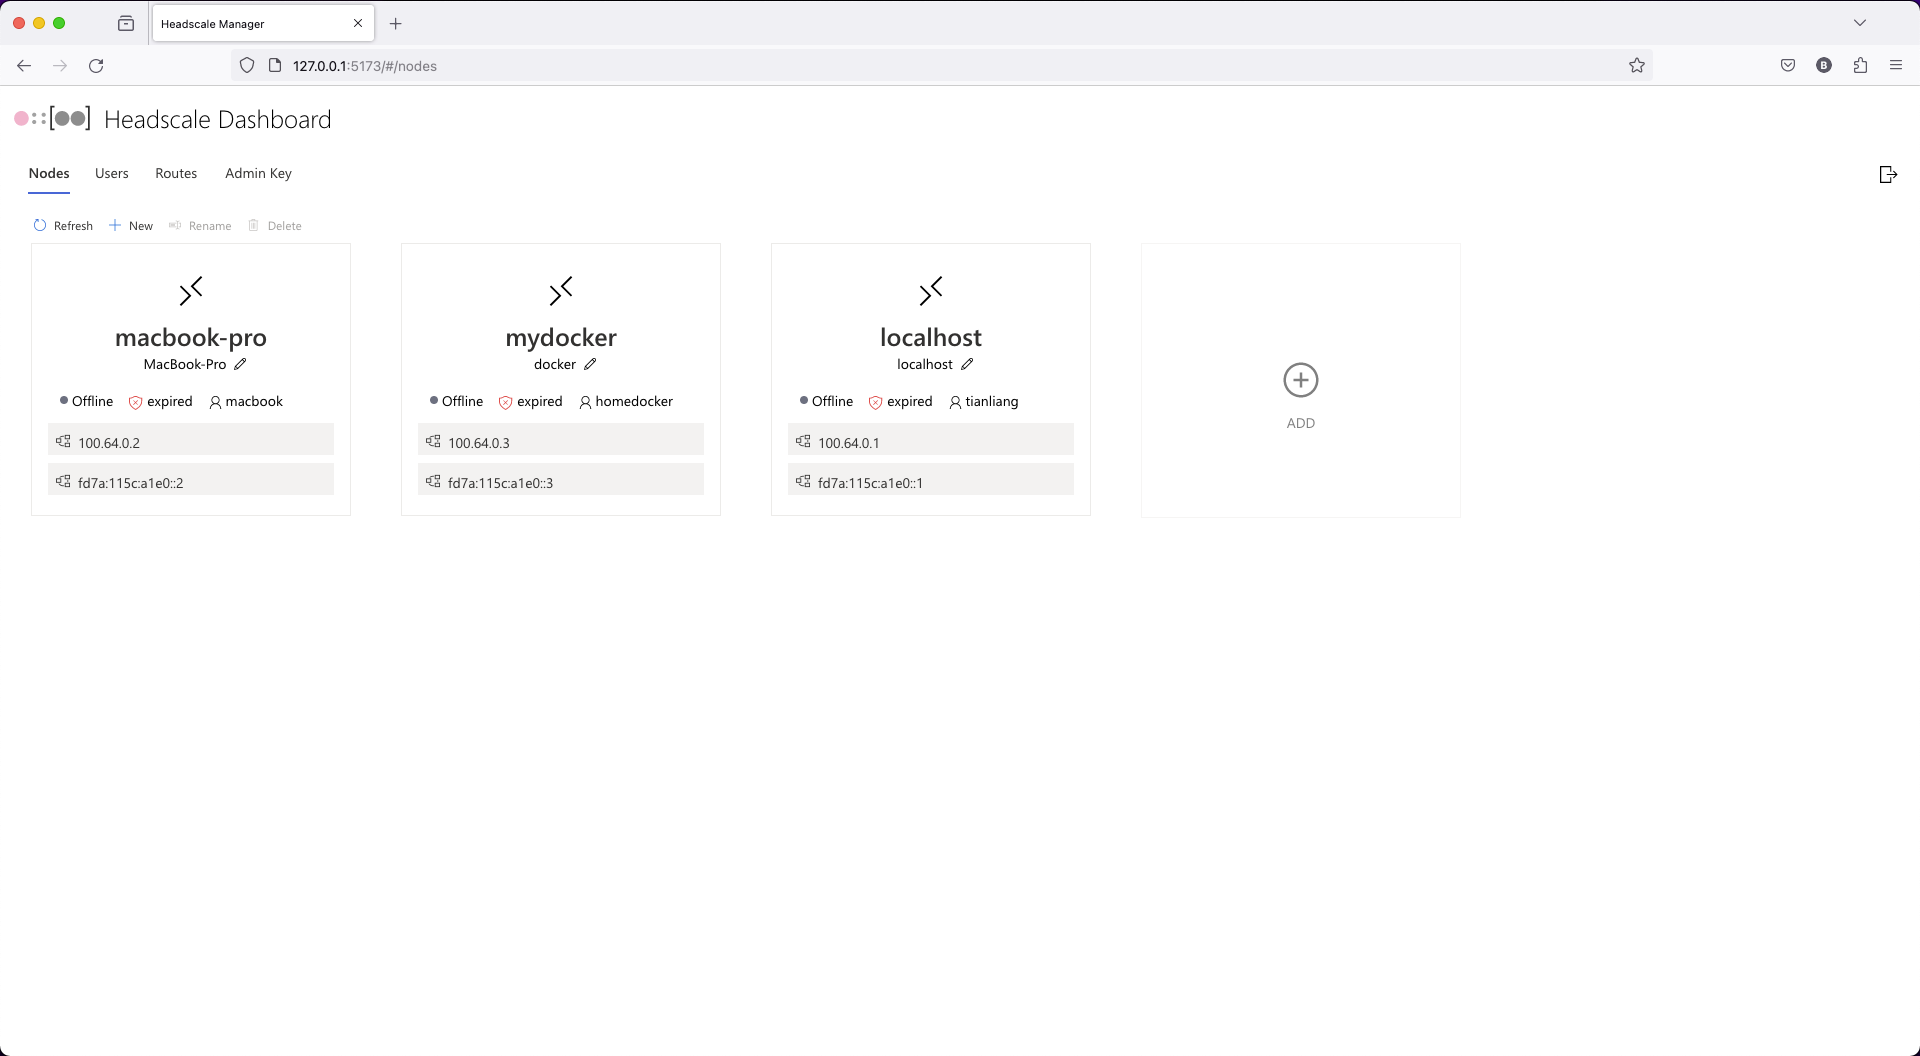 Headscale Manager
127.0.0.1:5173/#/nodes
B
Headscale Dashboard
Nodes Users Routes Admin Key
Refresh New Rename Delete
macbook-pro
MacBook-Pro
Offline expired macbook
100.64.0.2
fd7a:115c:a1e0::2
mydocker
docker
Offline expired homedocker
100.64.0.3
fd7a:115c:a1e0::3
localhost
localhost
Offline expired tianliang
100.64.0.1
fd7a:115c:a1e0::1
ADD